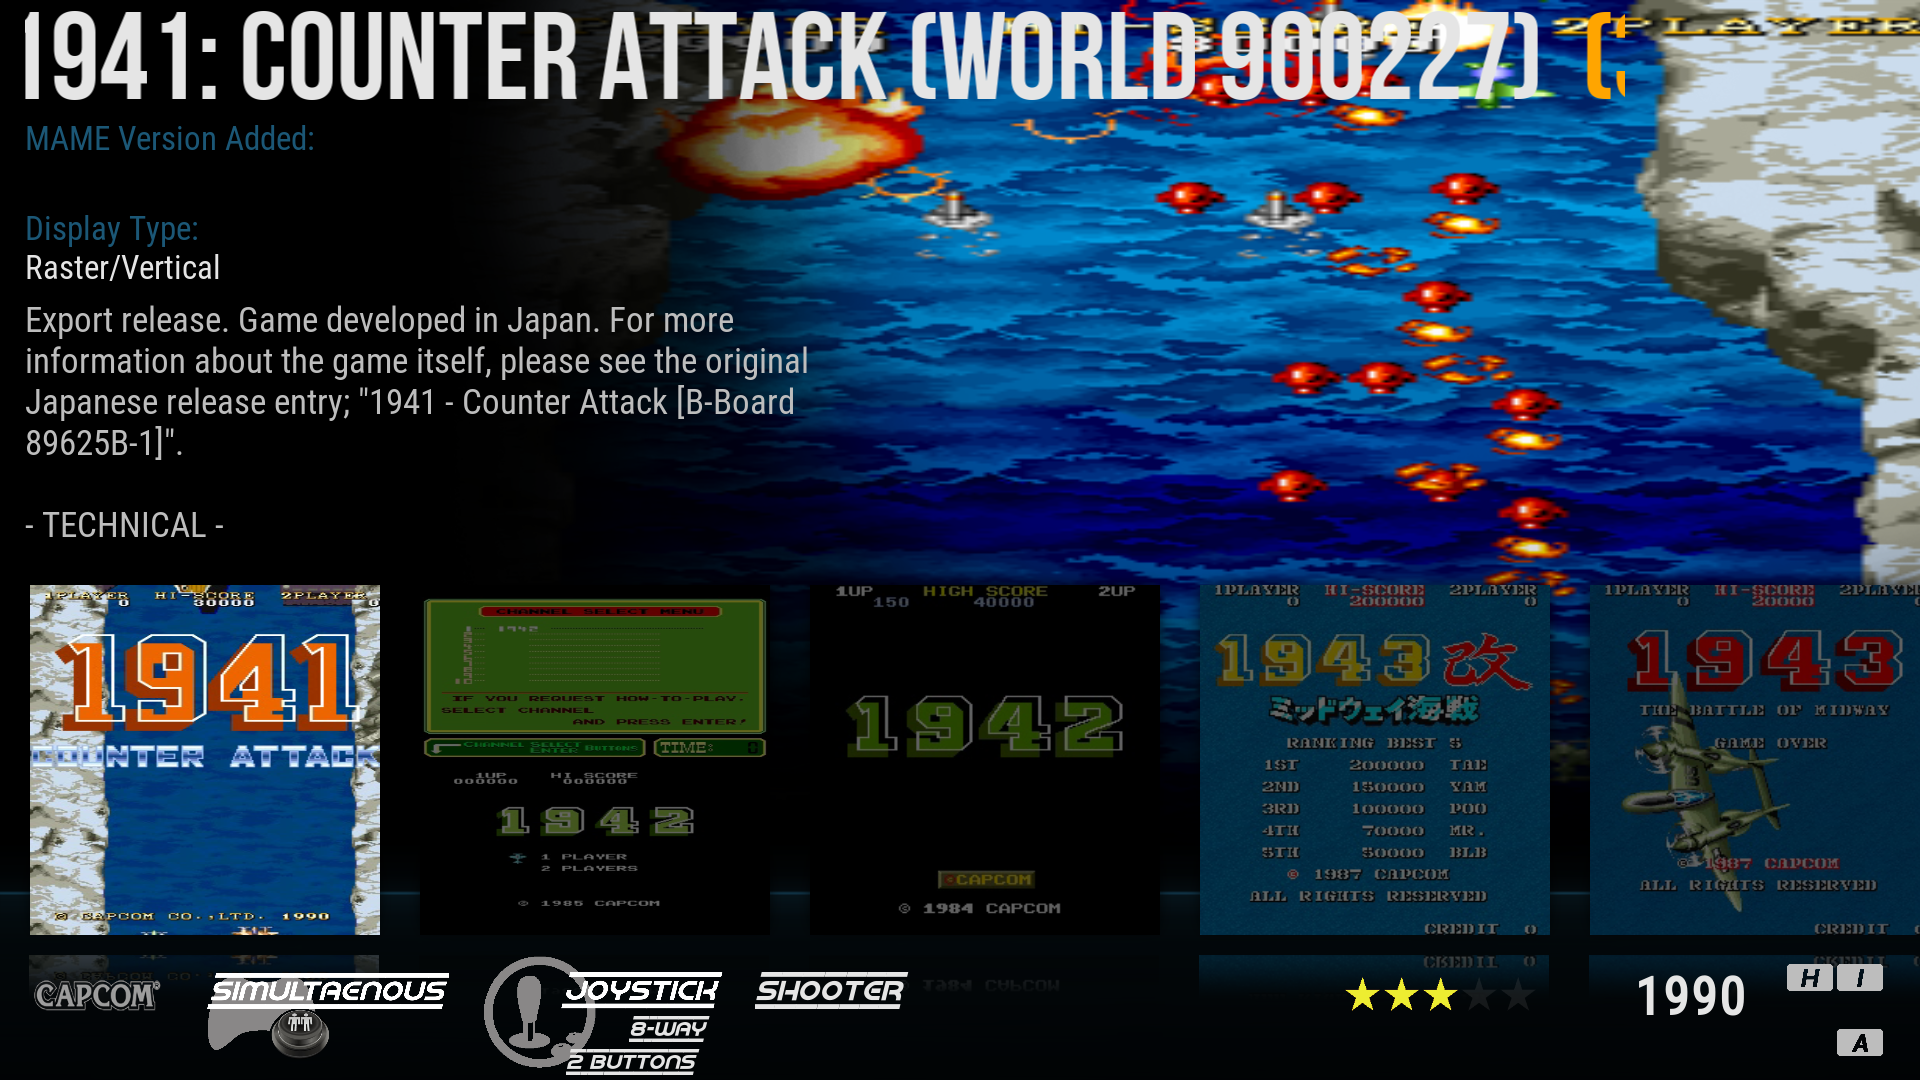 1941: COUNTER ATTACK (WORLD 900227) (
2PLAYER
MAME Version Added:
Display Type:
Raster/Vertical
Export release. Game developed in Japan. For more
information about the game itself, please see the original
Japanese release entry; "1941 - Counter Attack [B-Board
89625B-1]".
- TECHNICAL -
1PLAYER HI-SCORE 2PLAYER
0 30000 0
1941
COUNTER ATTACK
© CAPCOM CO.,LTD. 1990
CHANNEL SELECT MENU
1942
IF YOU REQUEST HOW-TO-PLAY.
SELECT CHANNEL
AND PRESS ENTER!
CHANNEL SELECT
ENTER BUTTONS
TIME: 0
1UP HI SCORE
000000 000000
1942
1 PLAYER
2 PLAYERS
© 1985 CAPCOM
1UP HIGH SCORE 2UP
150 40000
1942
©CAPCOM
© 1984 CAPCOM
1PLAYER HI-SCORE 2PLAYER
0 200000 0
1943改
ミッドウェイ海戦
RANKING BEST 5
1ST 200000 TAE
2ND 150000 YAM
3RD 100000 POO
4TH 70000 MR.
5TH 50000 BLB
© 1987 CAPCOM
ALL RIGHTS RESERVED
CREDIT 0
1PLAYER HI-SCORE 2PLAYE
0 20000
1943
THE BATTLE OF MIDWAY
GAME OVER
© 1987 CAPCOM
ALL RIGHTS RESERVED
CREDIT 0
CAPCOM
SIMULTAENOUS
JOYSTICK
8-WAY
2 BUTTONS
SHOOTER
1990
H I
A